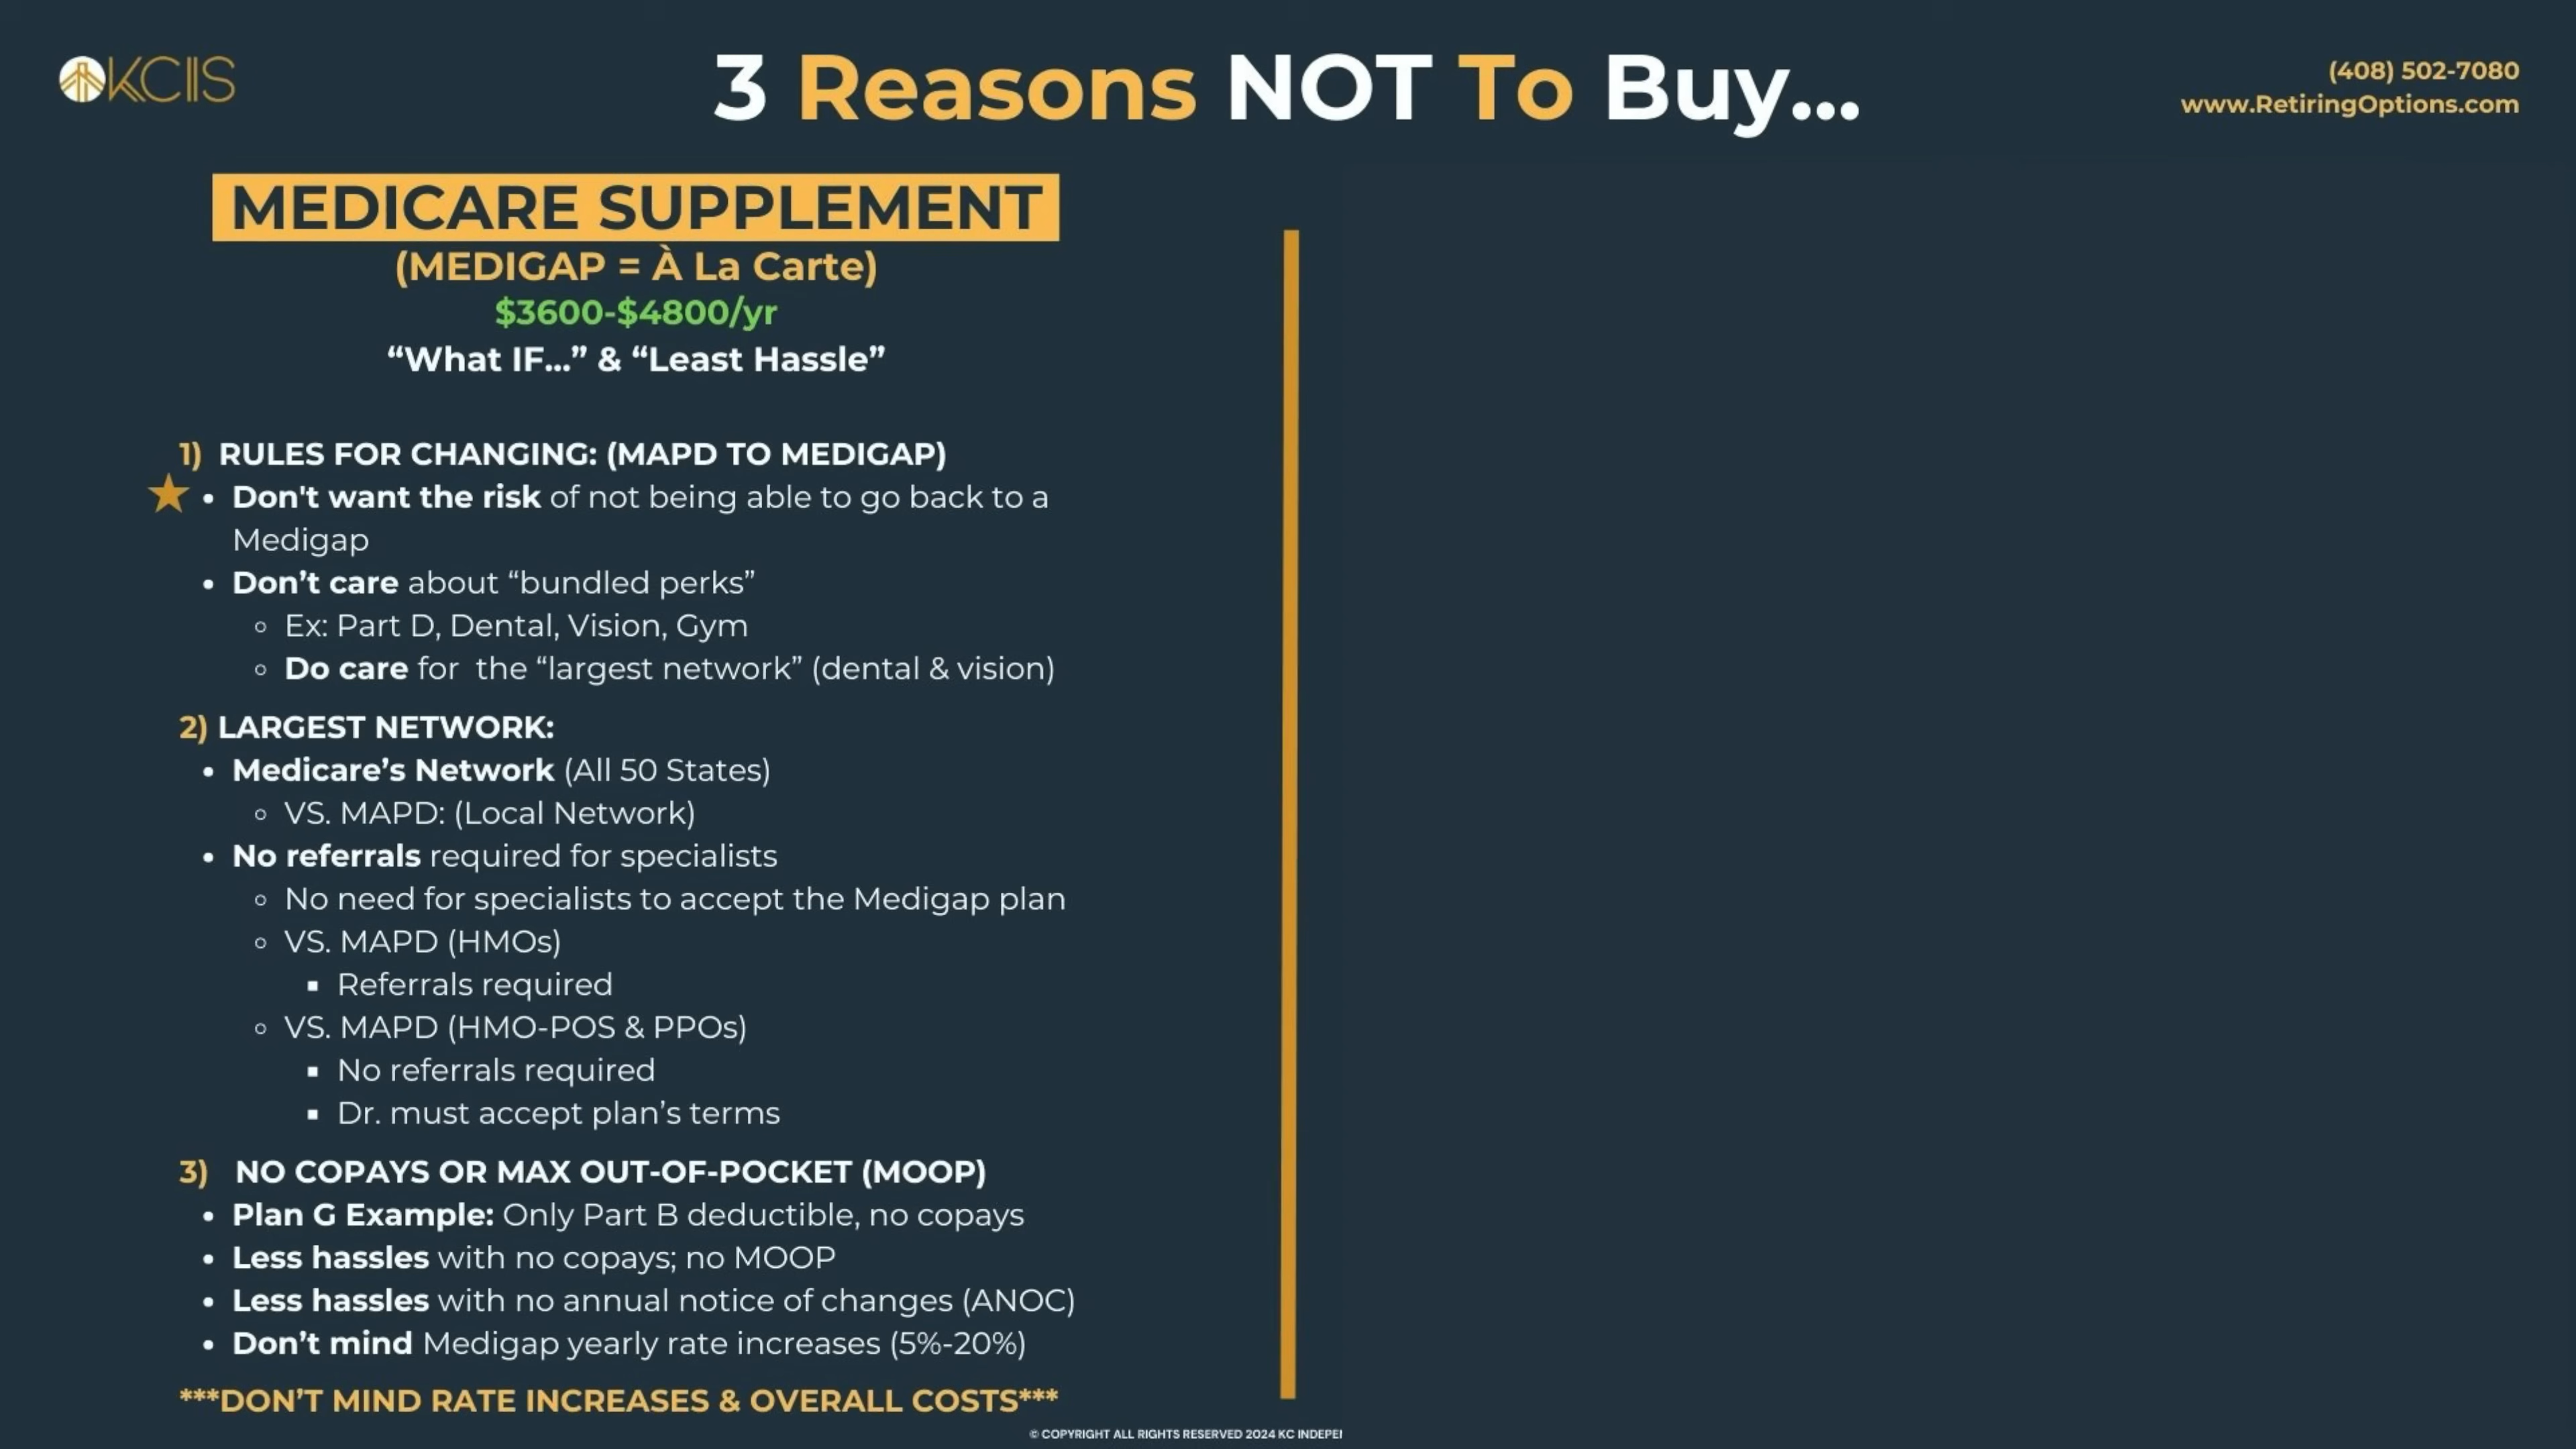 KCIIS
3 Reasons NOT To Buy...
(408) 502-7080
www.RetiringOptions.com
MEDICARE SUPPLEMENT
(MEDIGAP = À La Carte)
$3600-$4800/yr
“What IF...” & “Least Hassle”
1) RULES FOR CHANGING: (MAPD TO MEDIGAP)
• Don't want the risk of not being able to go back to a
Medigap
• Don’t care about “bundled perks”
◦ Ex: Part D, Dental, Vision, Gym
◦ Do care for the “largest network” (dental & vision)
2) LARGEST NETWORK:
• Medicare’s Network (All 50 States)
◦ VS. MAPD: (Local Network)
• No referrals required for specialists
◦ No need for specialists to accept the Medigap plan
◦ VS. MAPD (HMOs)
▪ Referrals required
◦ VS. MAPD (HMO-POS & PPOs)
▪ No referrals required
▪ Dr. must accept plan’s terms
3) NO COPAYS OR MAX OUT-OF-POCKET (MOOP)
• Plan G Example: Only Part B deductible, no copays
• Less hassles with no copays; no MOOP
• Less hassles with no annual notice of changes (ANOC)
• Don’t mind Medigap yearly rate increases (5%-20%)
***DON’T MIND RATE INCREASES & OVERALL COSTS***
© COPYRIGHT ALL RIGHTS RESERVED 2024 KC